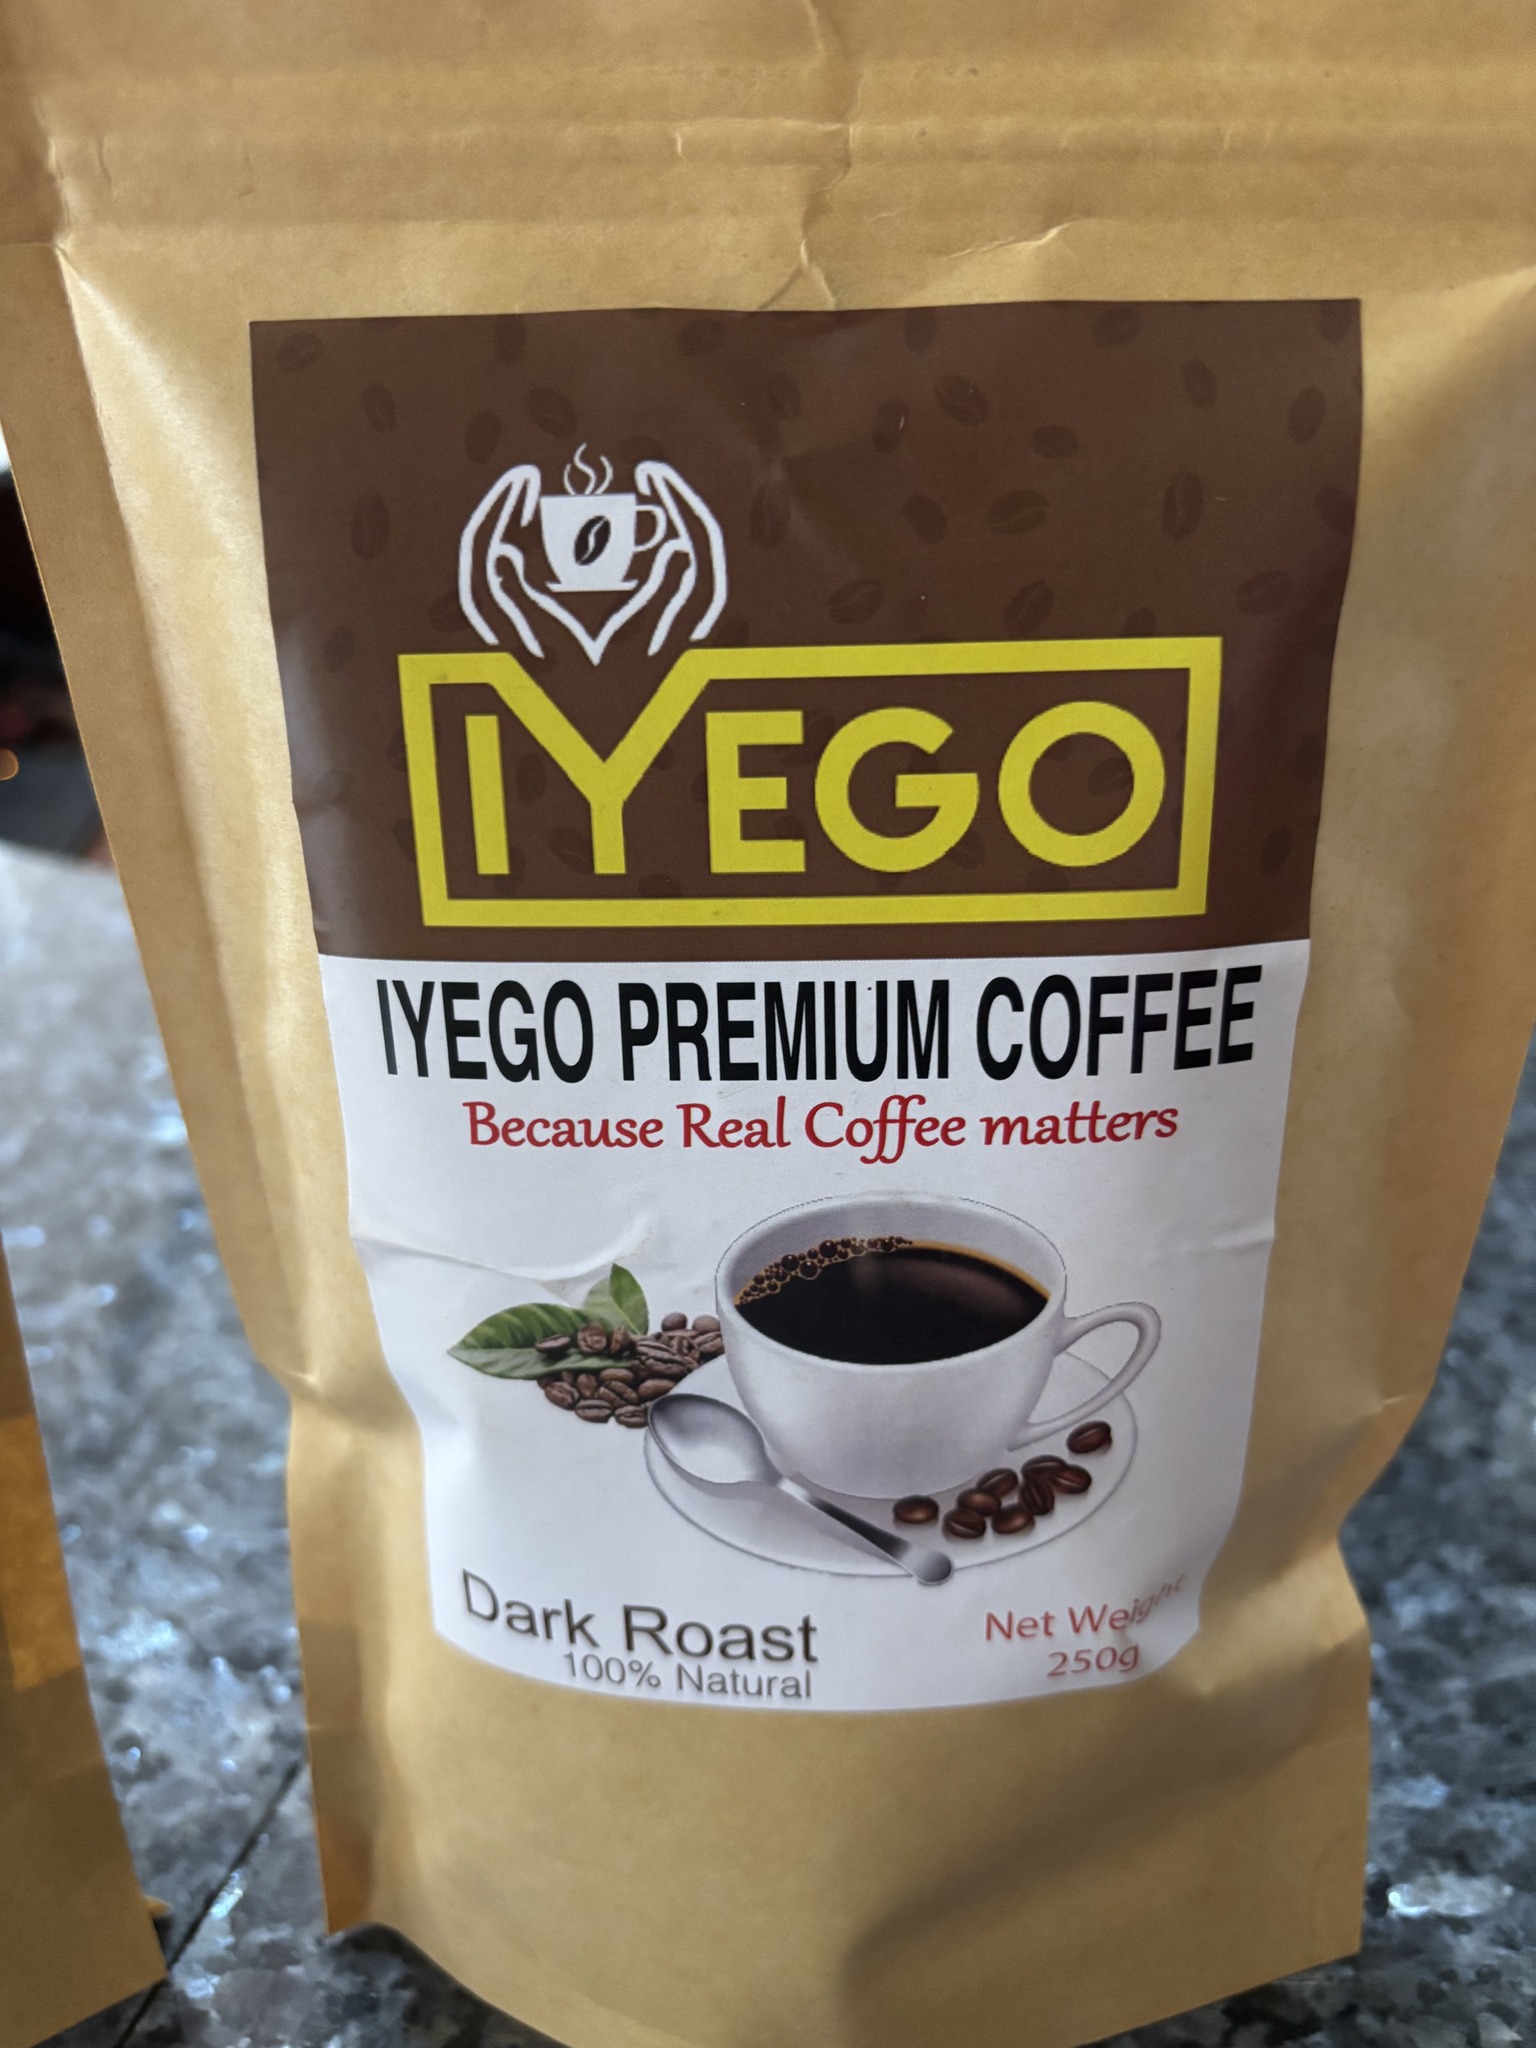 IYEGO
IYEGO PREMIUM COFFEE
Because Real Coffee matters
Dark Roast
100% Natural
Net Weight
250g